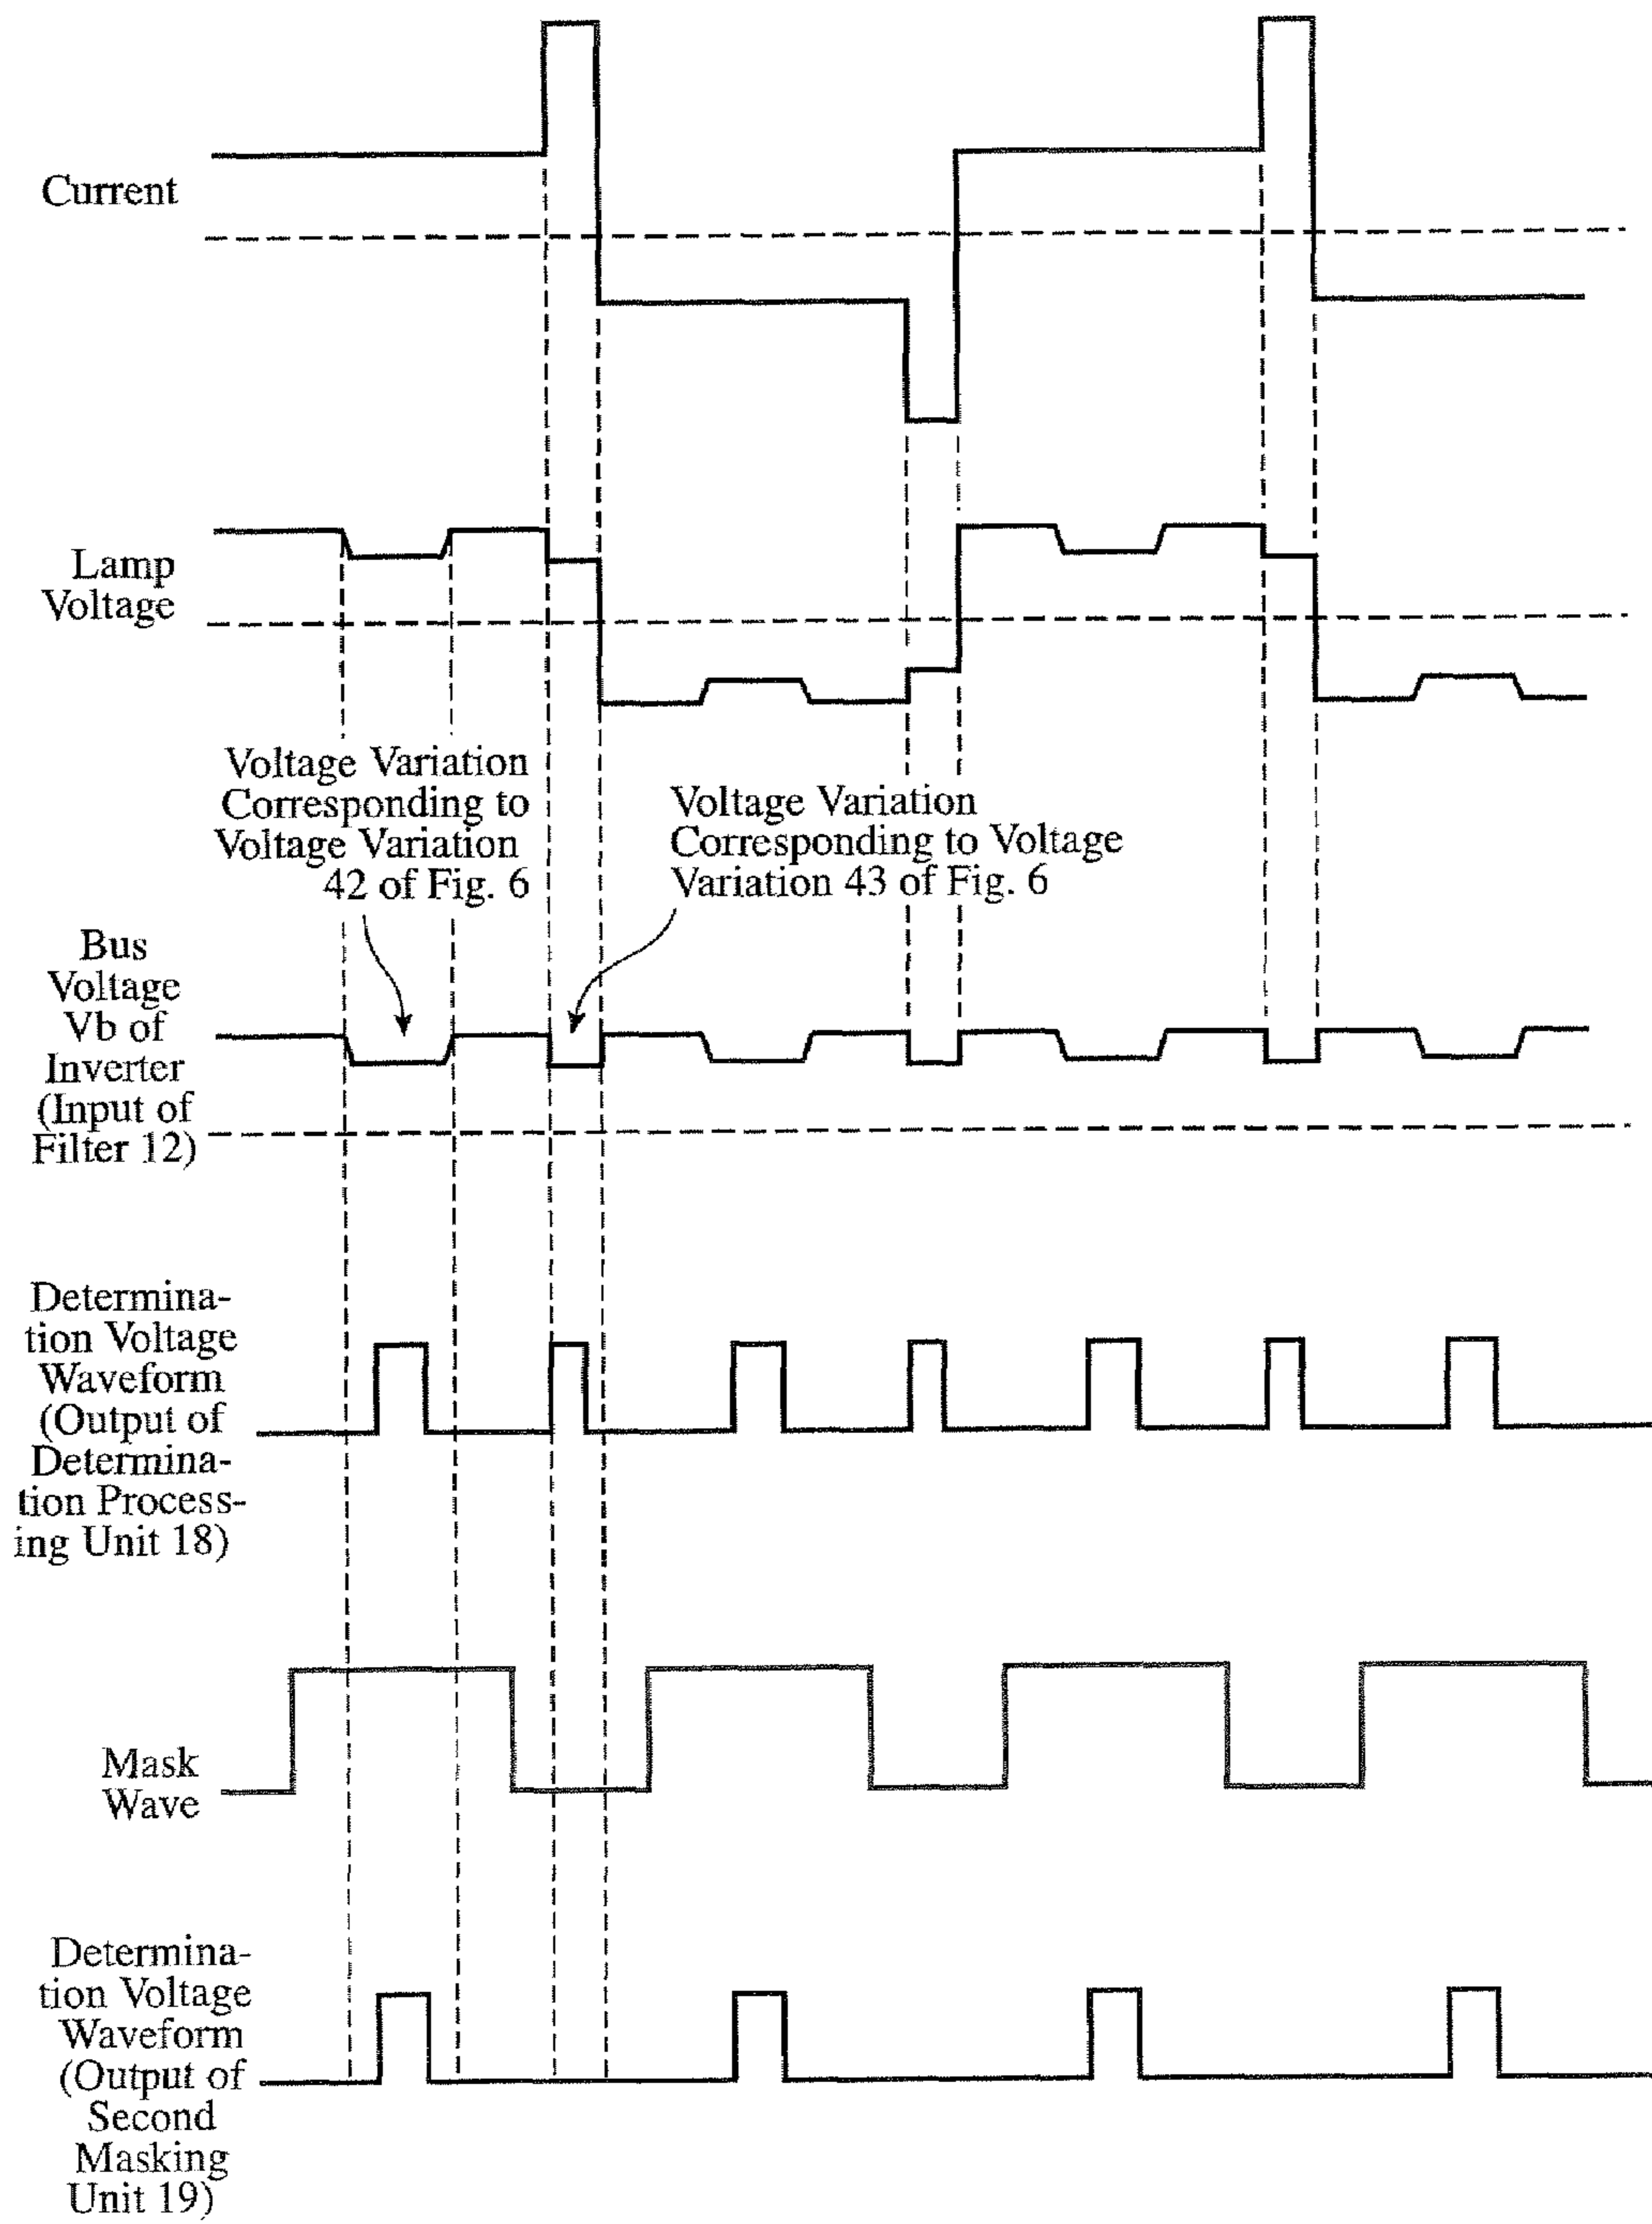 Current
Lamp
Voltage
Voltage Variation
Corresponding to
Voltage Variation
42 of Fig. 6
Voltage Variation
Corresponding to Voltage
Variation 43 of Fig. 6
Bus
Voltage
Vb of
Inverter
(Input of
Filter 12)
Determina-
tion Voltage
Waveform
(Output of
Determina-
tion Process-
ing Unit 18)
Mask
Wave
Determina-
tion Voltage
Waveform
(Output of
Second
Masking
Unit 19)